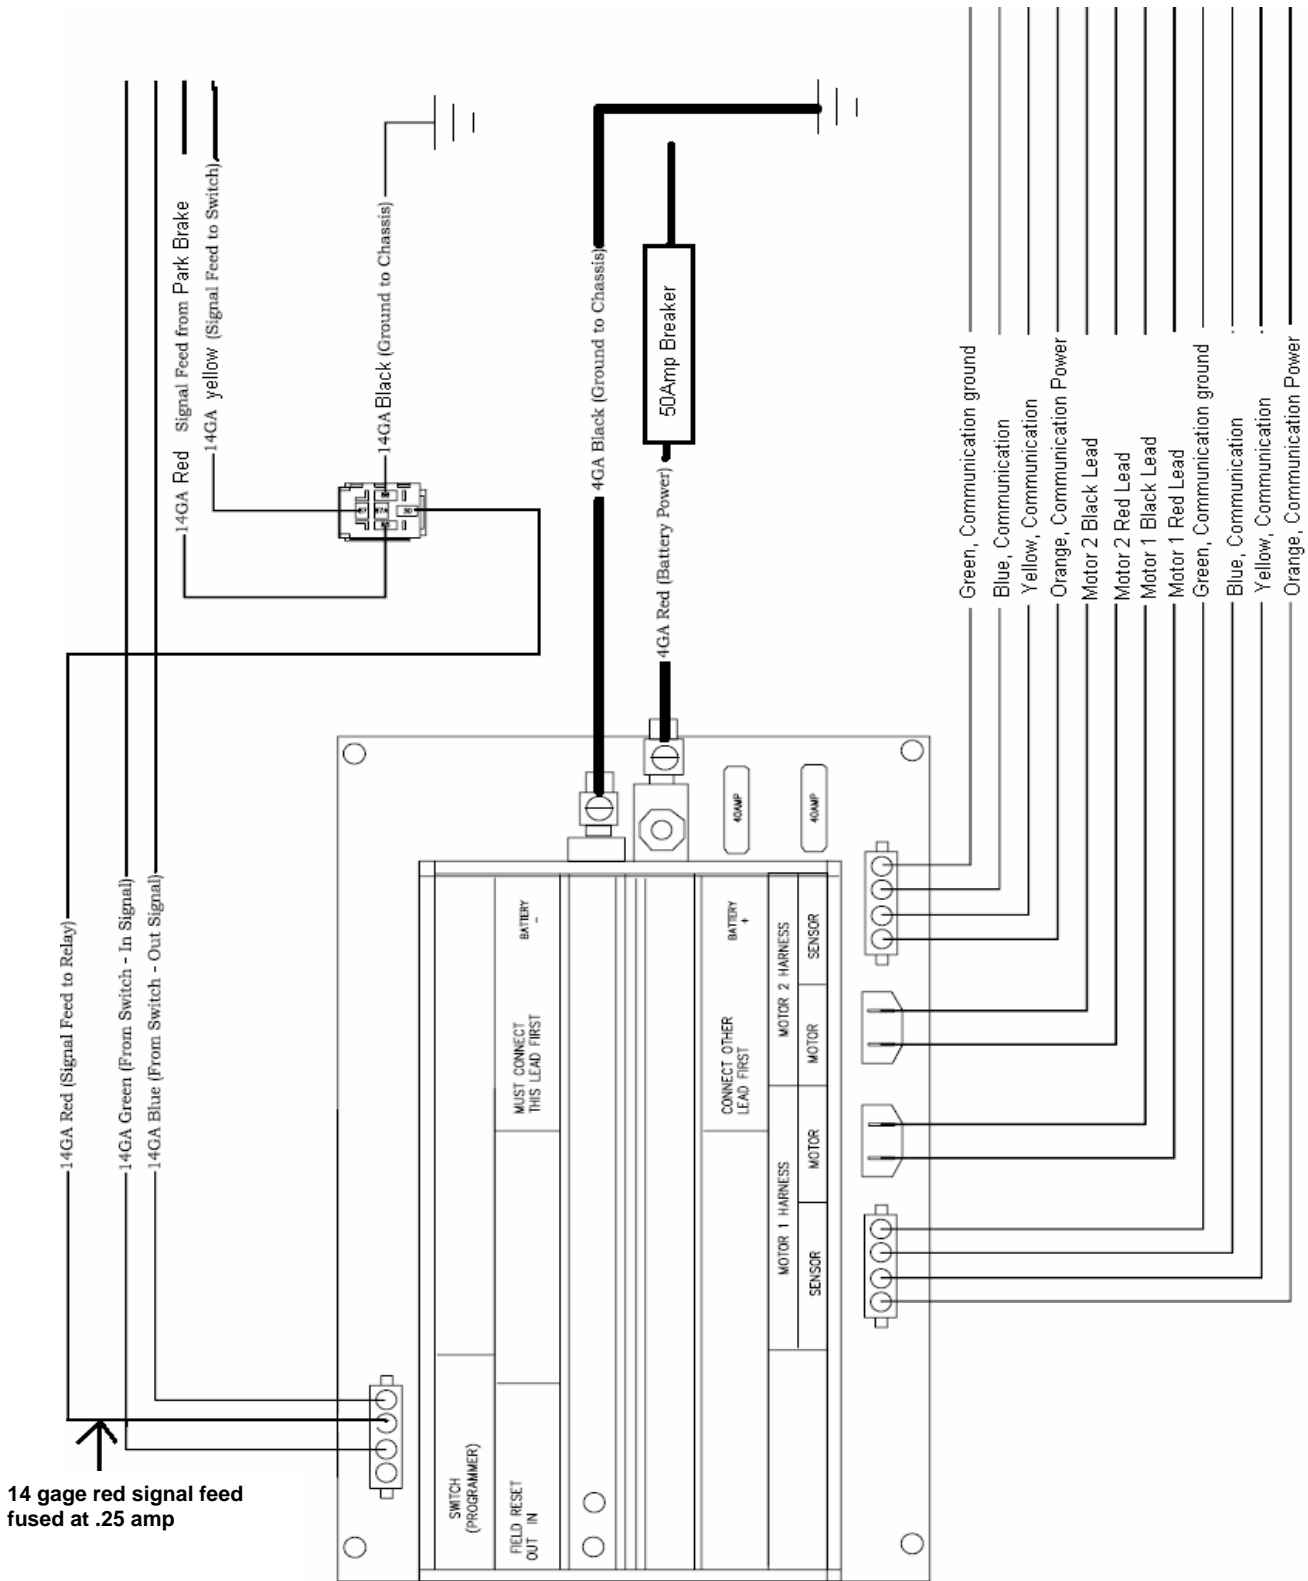 14GA Red Signal Feed from Park Brake
14GA yellow (Signal Feed to Switch)
14GA Black (Ground to Chassis)
4GA Black (Ground to Chassis)
50Amp Breaker
4GA Red (Battery Power)
Green, Communication ground
Blue, Communication
Yellow, Communication
Orange, Communication Power
Motor 2 Black Lead
Motor 2 Red Lead
Motor 1 Black Lead
Motor 1 Red Lead
Green, Communication ground
Blue, Communication
Yellow, Communication
Orange, Communication Power
87A
30
14GA Red (Signal Feed to Relay)
14GA Green (From Switch - In Signal)
14GA Blue (From Switch - Out Signal)
40AMP
40AMP
BATTERY
-
MUST CONNECT
THIS LEAD FIRST
BATTERY
+
CONNECT OTHER
LEAD FIRST
MOTOR 2 HARNESS
SENSOR
MOTOR
MOTOR 1 HARNESS
MOTOR
SENSOR
SWITCH
(PROGRAMMER)
FIELD RESET
OUT IN
14 gage red signal feed
fused at .25 amp